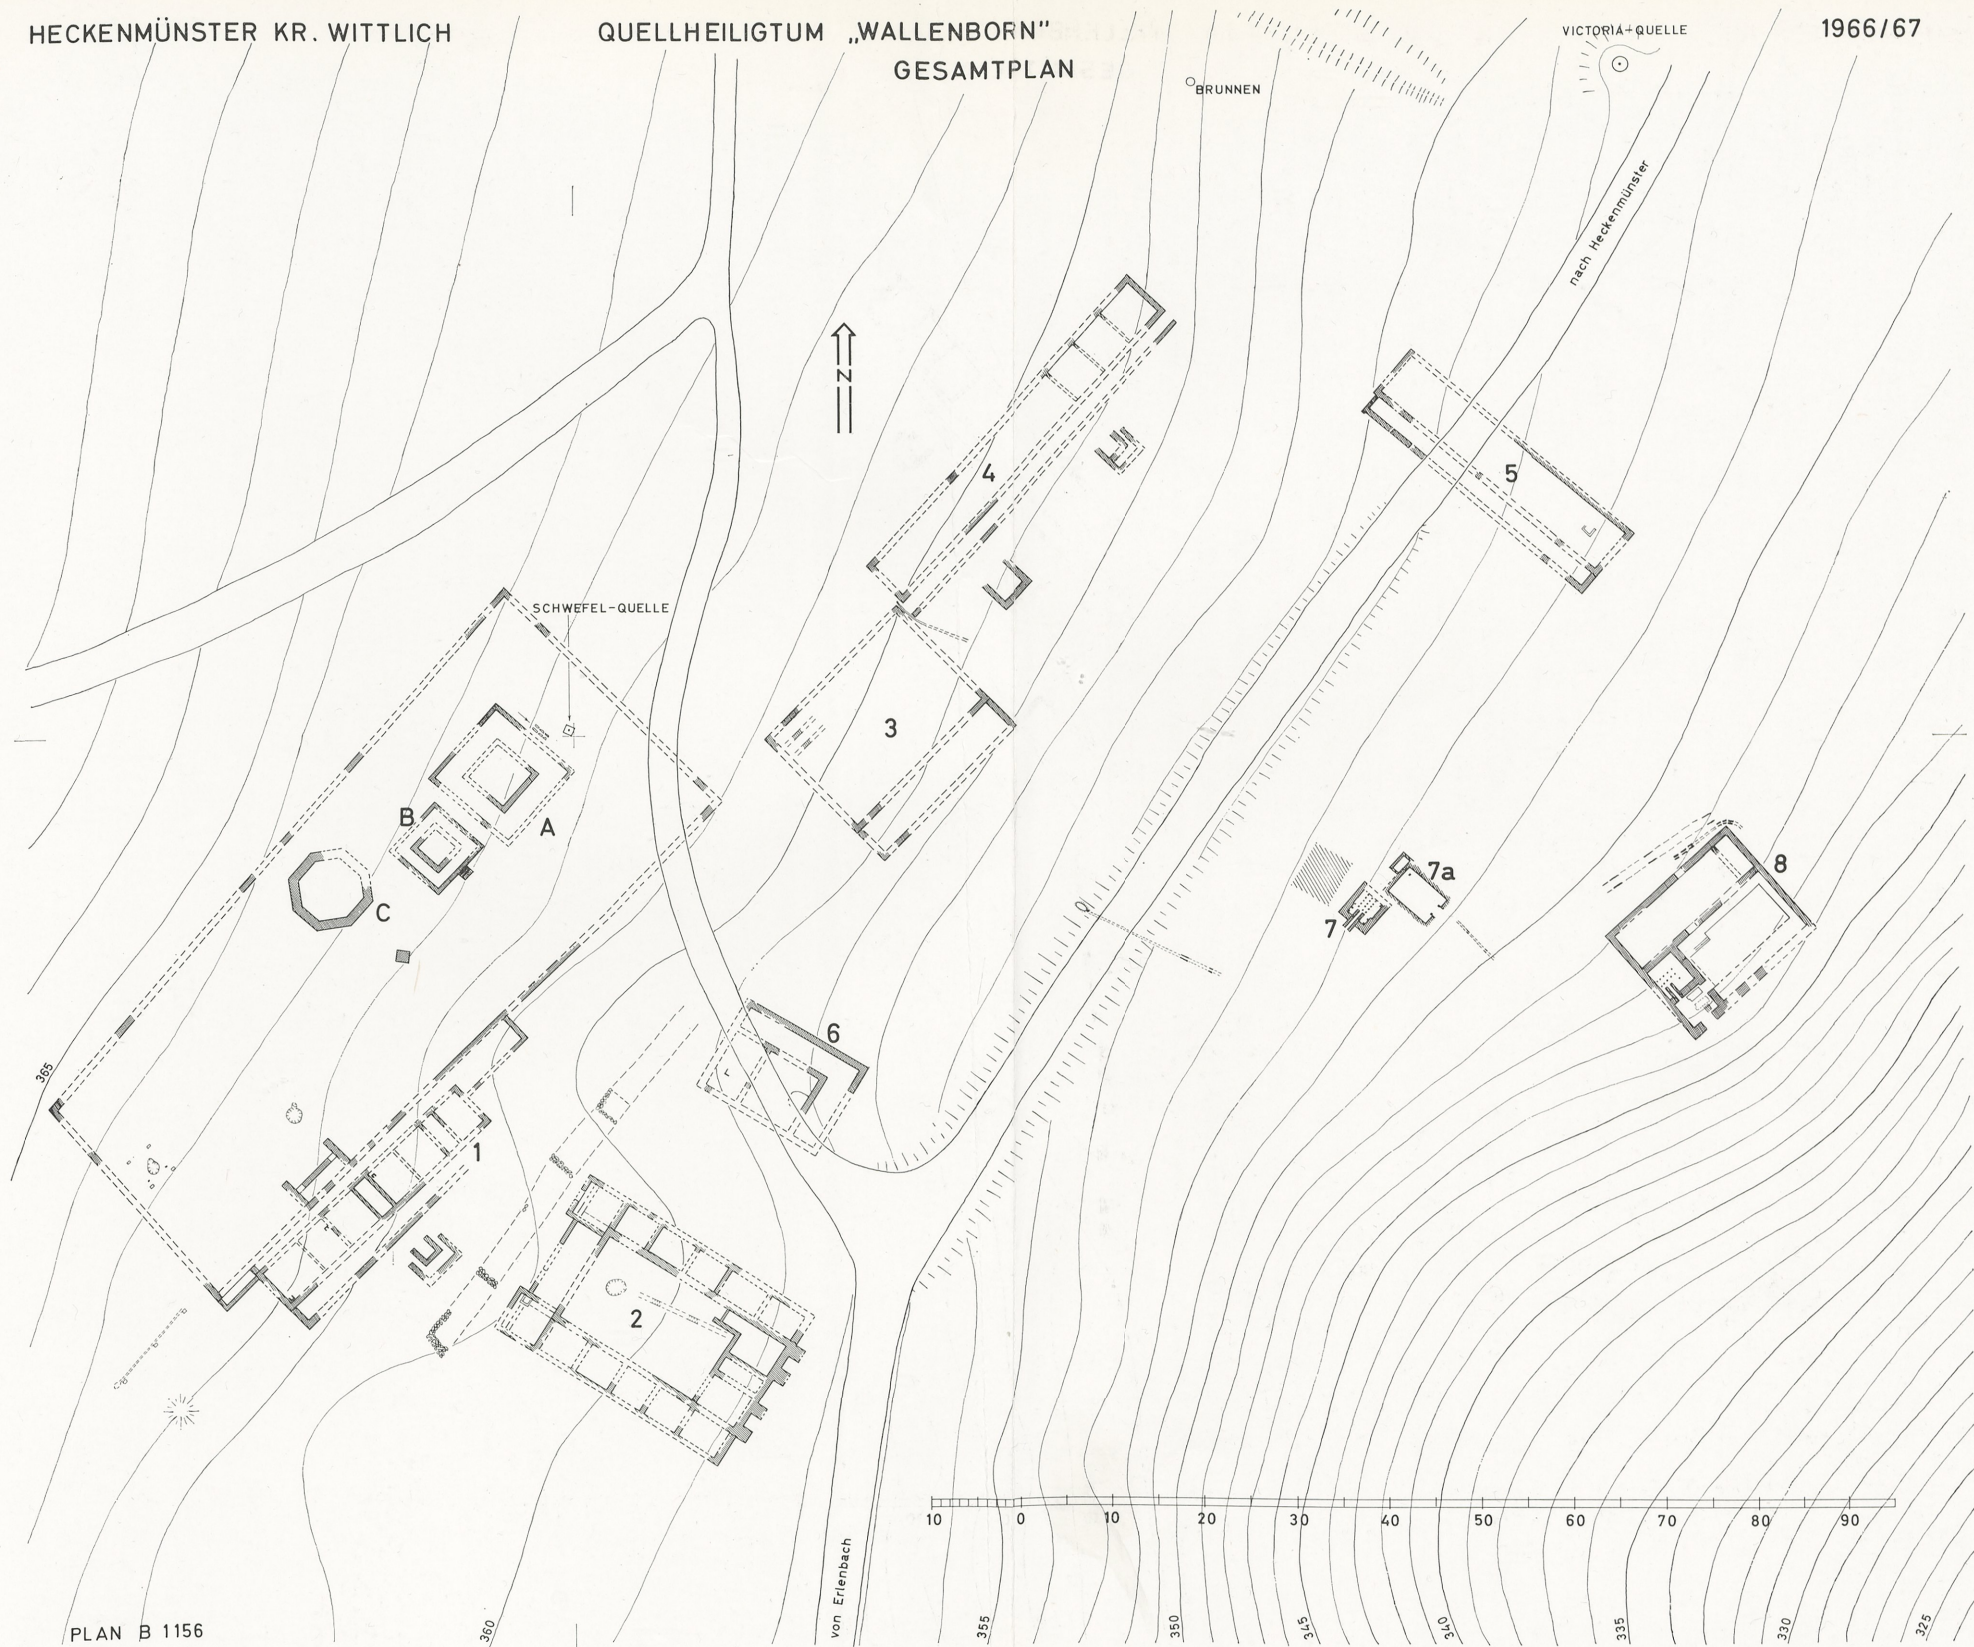 HECKENMÜNSTER KR. WITTLICH
QUELLHEILIGTUM „WALLENBORN"
GESAMTPLAN
VICTORIA-QUELLE
1966/67
BRUNNEN
nach Heckenmünster
N
4
5
SCHWEFEL-QUELLE
3
B
A
C
7a
7
8
6
365
1
2
10 0 10 20 30 40 50 60 70 80 90
von Erlenbach
PLAN B 1156
360
355
350
345
340
335
330
325